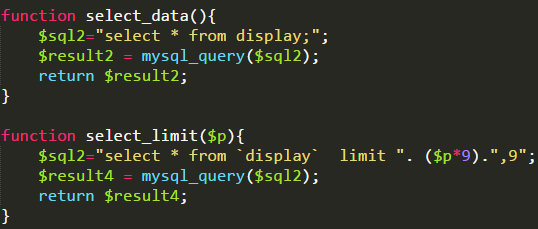 function select_data(){
    $sql2="select * from display;";
    $result2 = mysql_query($sql2);
    return $result2;
}
function select_limit($p){
    $sql2="select * from `display`  limit ". ($p*9).",9";
    $result4 = mysql_query($sql2);
    return $result4;
}